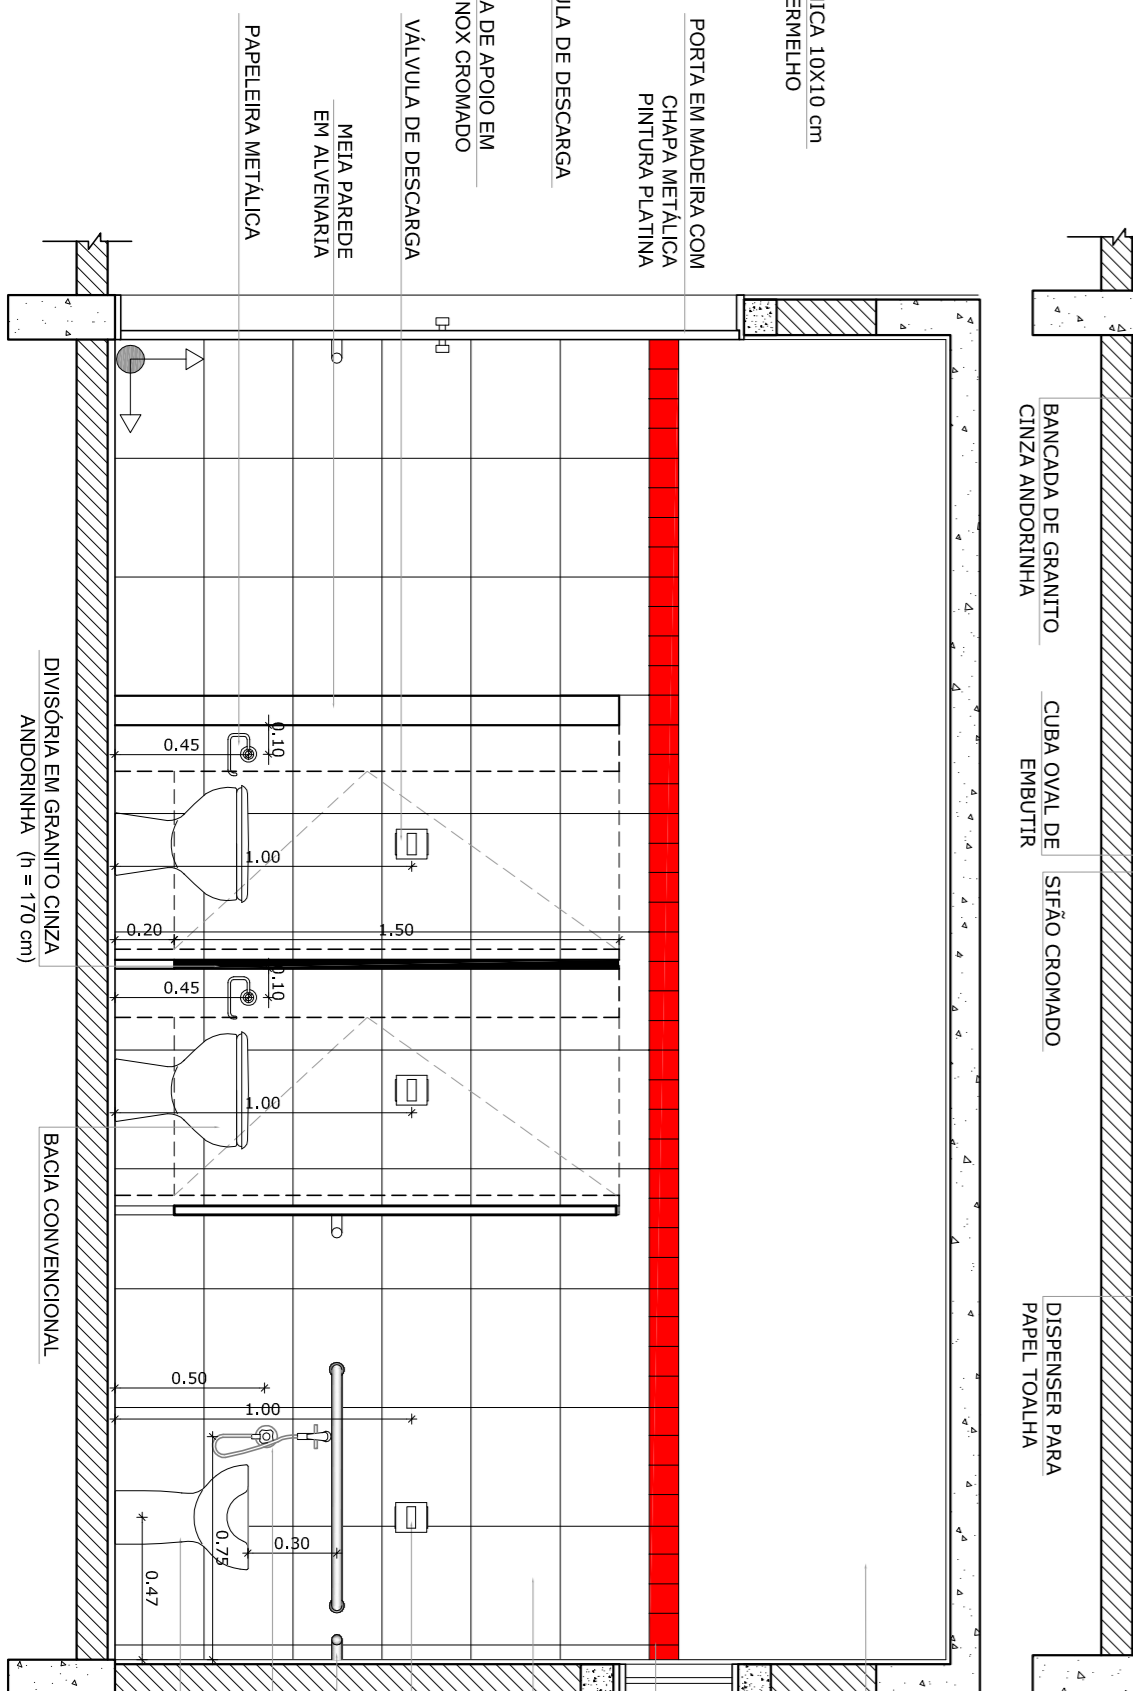 ICA 10X10 cm
ERMELHO
PORTA EM MADEIRA COM
CHAPA METÁLICA
PINTURA PLATINA
LA DE DESCARGA
A DE APOIO EM
NOX CROMADO
VÁLVULA DE DESCARGA
MEIA PAREDE
EM ALVENARIA
PAPELEIRA METÁLICA
BANCADA DE GRANITO
CINZA ANDORINHA
CUBA OVAL DE
EMBUTIR
SIFÃO CROMADO
DISPENSER PARA
PAPEL TOALHA
DIVISÓRIA EM GRANITO CINZA
ANDORINHA (h = 170 cm)
BACIA CONVENCIONAL
0.10
0.45
1.00
0.20
1.50
0.10
0.45
1.00
0.50
1.00
0.75
0.30
0.47